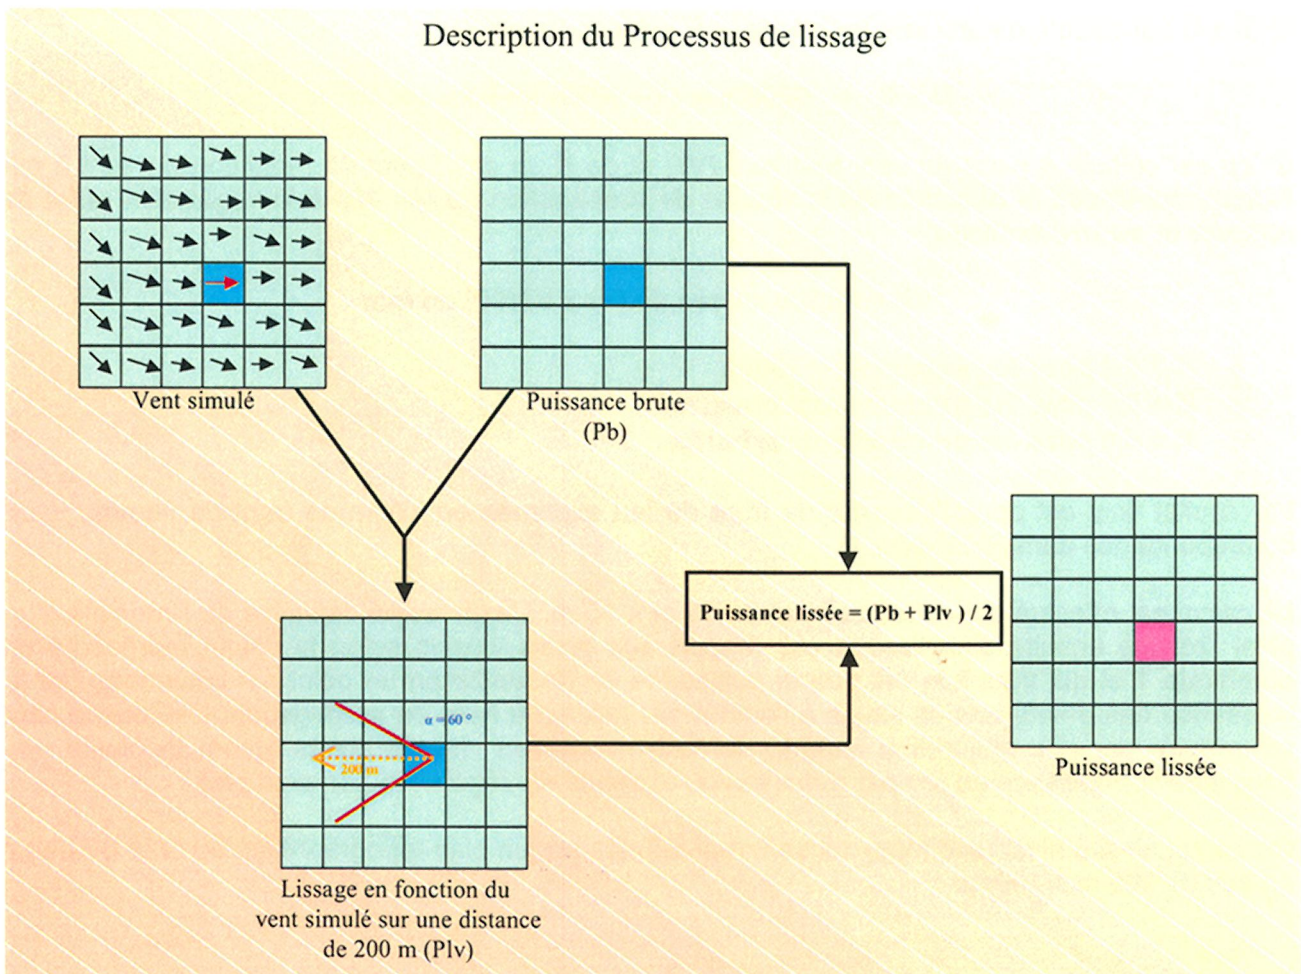 Description du Processus de lissage
Vent simulé
Puissance brute
(Pb)
Puissance lissée = (Pb + Plv ) / 2
α = 60 °
200 m
Puissance lissée
Lissage en fonction du
vent simulé sur une distance
de 200 m (Plv)